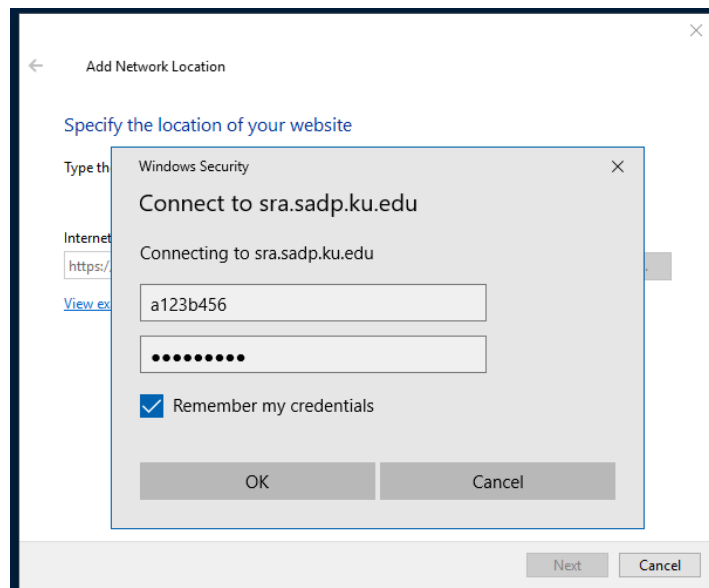 Add Network Location
Specify the location of your website
Type th
Windows Security
Connect to sra.sadp.ku.edu
Internet
Connecting to sra.sadp.ku.edu
https:/
.
a123b456
View ex
●●●●●●●●●
Remember my credentials
OK Cancel
Next Cancel